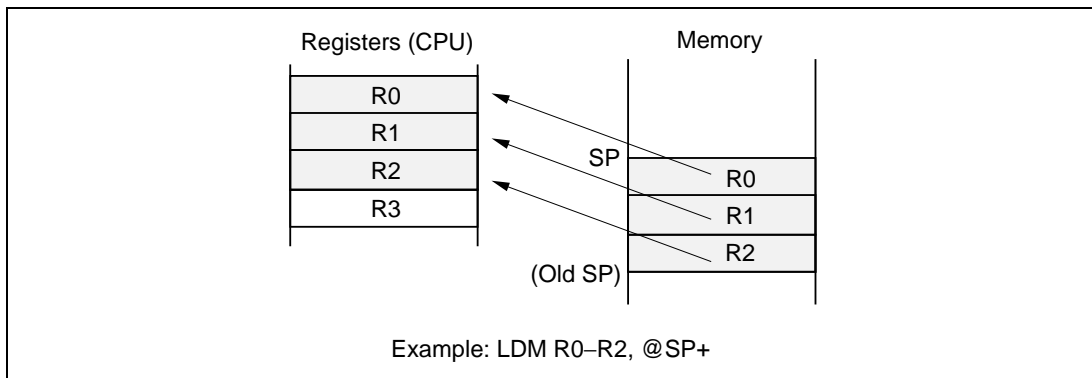 Registers (CPU)
Memory
R0
R1
R2
R3
SP
R0
R1
R2
(Old SP)
Example: LDM R0–R2, @SP+